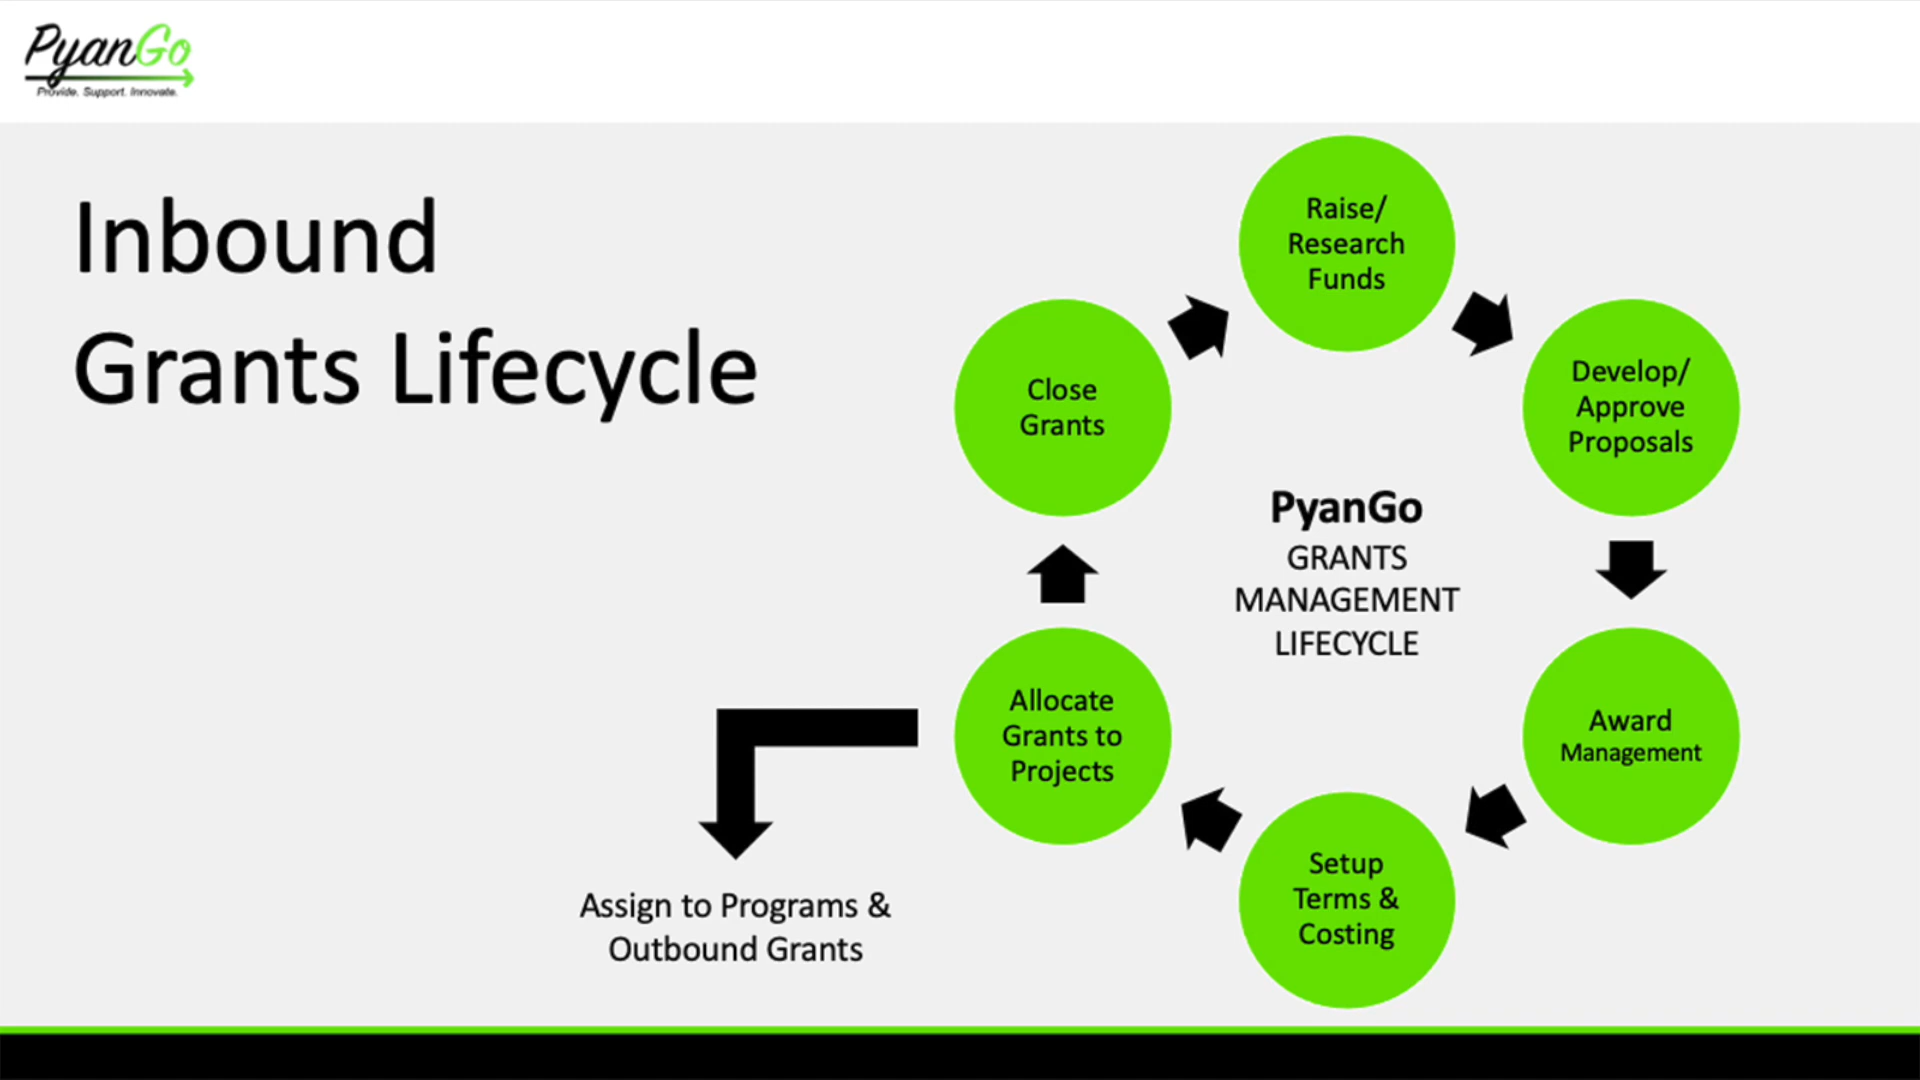 PyanGo
Provide. Support. Innovate.
Inbound
Grants Lifecycle
Raise/
Research
Funds
Develop/
Approve
Proposals
Award
Management
Setup
Terms &
Costing
Allocate
Grants to
Projects
Close
Grants
PyanGo
GRANTS
MANAGEMENT
LIFECYCLE
Assign to Programs &
Outbound Grants